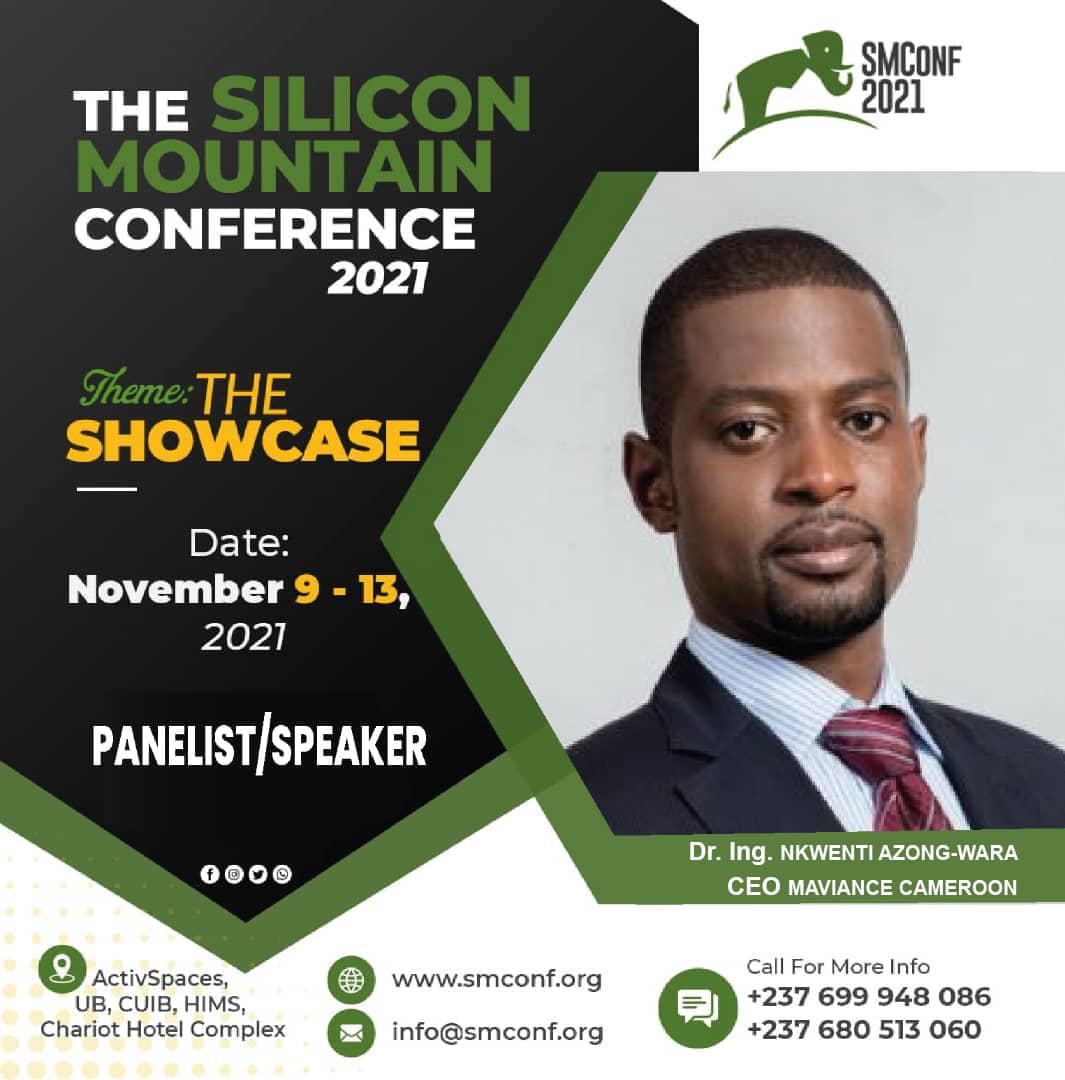 THE SILICON
MOUNTAIN
CONFERENCE
2021
SMCONF
2021
Theme: THE
SHOWCASE
Date:
November 9 - 13,
2021
PANELIST/SPEAKER
Dr. Ing. NKWENTI AZONG-WARA
CEO MAVIANCE CAMEROON
ActivSpaces,
UB, CUIB, HIMS,
Chariot Hotel Complex
www.smconf.org
info@smconf.org
Call For More Info
+237 699 948 086
+237 680 513 060